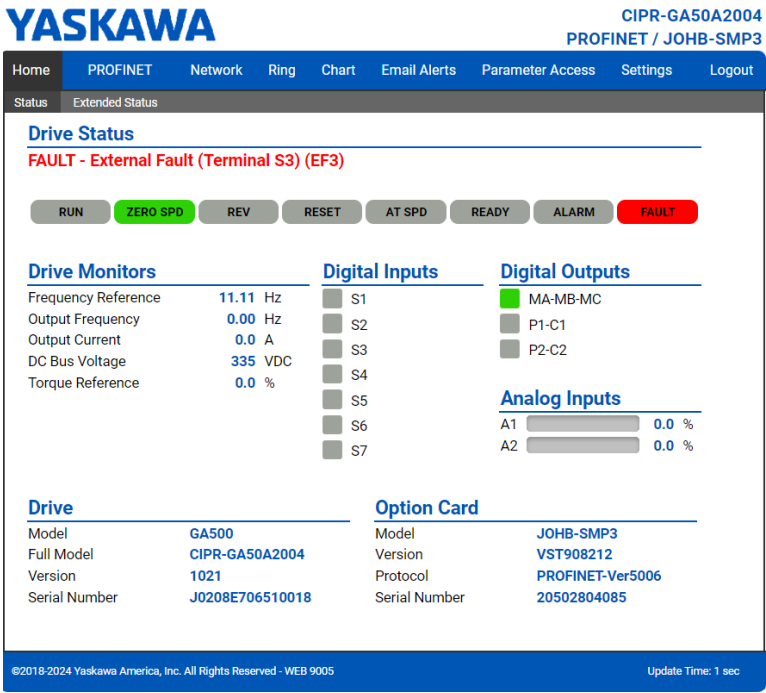 YASKAWA
CIPR-GA50A2004
PROFINET / JOHB-SMP3
Home PROFINET Network Ring Chart Email Alerts Parameter Access Settings Logout
Status Extended Status
Drive Status
FAULT - External Fault (Terminal S3) (EF3)
RUN ZERO SPD REV RESET AT SPD READY ALARM FAULT
Drive Monitors
Frequency Reference 11.11 Hz
Output Frequency 0.00 Hz
Output Current 0.0 A
DC Bus Voltage 335 VDC
Torque Reference 0.0 %
Digital Inputs
S1
S2
S3
S4
S5
S6
S7
Digital Outputs
MA-MB-MC
P1-C1
P2-C2
Analog Inputs
A1 0.0 %
A2 0.0 %
Drive
Model GA500
Full Model CIPR-GA50A2004
Version 1021
Serial Number J0208E706510018
Option Card
Model JOHB-SMP3
Version VST908212
Protocol PROFINET-Ver5006
Serial Number 20502804085
©2018-2024 Yaskawa America, Inc. All Rights Reserved - WEB 9005
Update Time: 1 sec